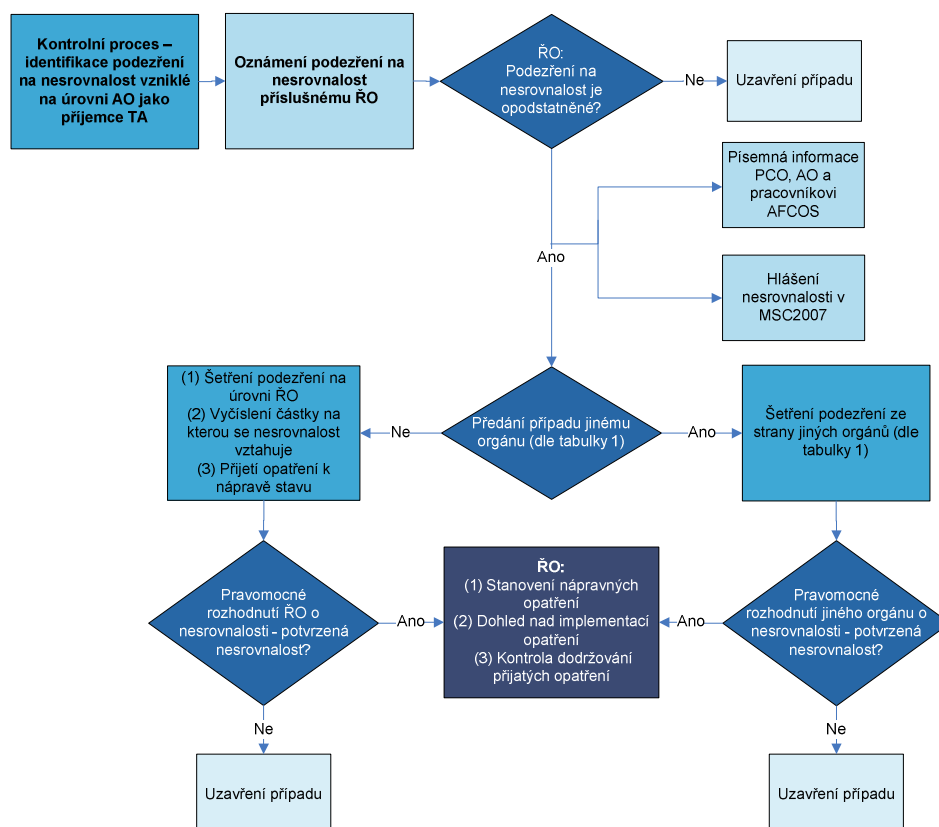 Kontrolní proces –
identifikace podezření
na nesrovnalost vzniklé
na úrovni AO jako
příjemce TA
Oznámení podezření na
nesrovnalost
příslušnému ŘO
ŘO:
Podezření na
nesrovnalost je
opodstatněné?
Ne
Uzavření případu
Písemná informace
PCO, AO a
pracovníkovi
AFCOS
Ano
Hlášení
nesrovnalosti v
MSC2007
(1) Šetření podezření na
úrovni ŘO
(2) Vyčíslení částky na
kterou se nesrovnalost
vztahuje
(3) Přijetí opatření k
nápravě stavu
Ne
Předání případu jinému
orgánu (dle tabulky 1)
Ano
Šetření podezření ze
strany jiných orgánů (dle
tabulky 1)
Pravomocné
rozhodnutí ŘO o
nesrovnalosti - potvrzená
nesrovnalost?
Ano
ŘO:
(1) Stanovení nápravných
opatření
(2) Dohled nad implementací
opatření
(3) Kontrola dodržování
přijatých opatření
Ano
Pravomocné
rozhodnutí jiného orgánu o
nesrovnalosti - potvrzená
nesrovnalost?
Ne
Ne
Uzavření případu
Uzavření případu